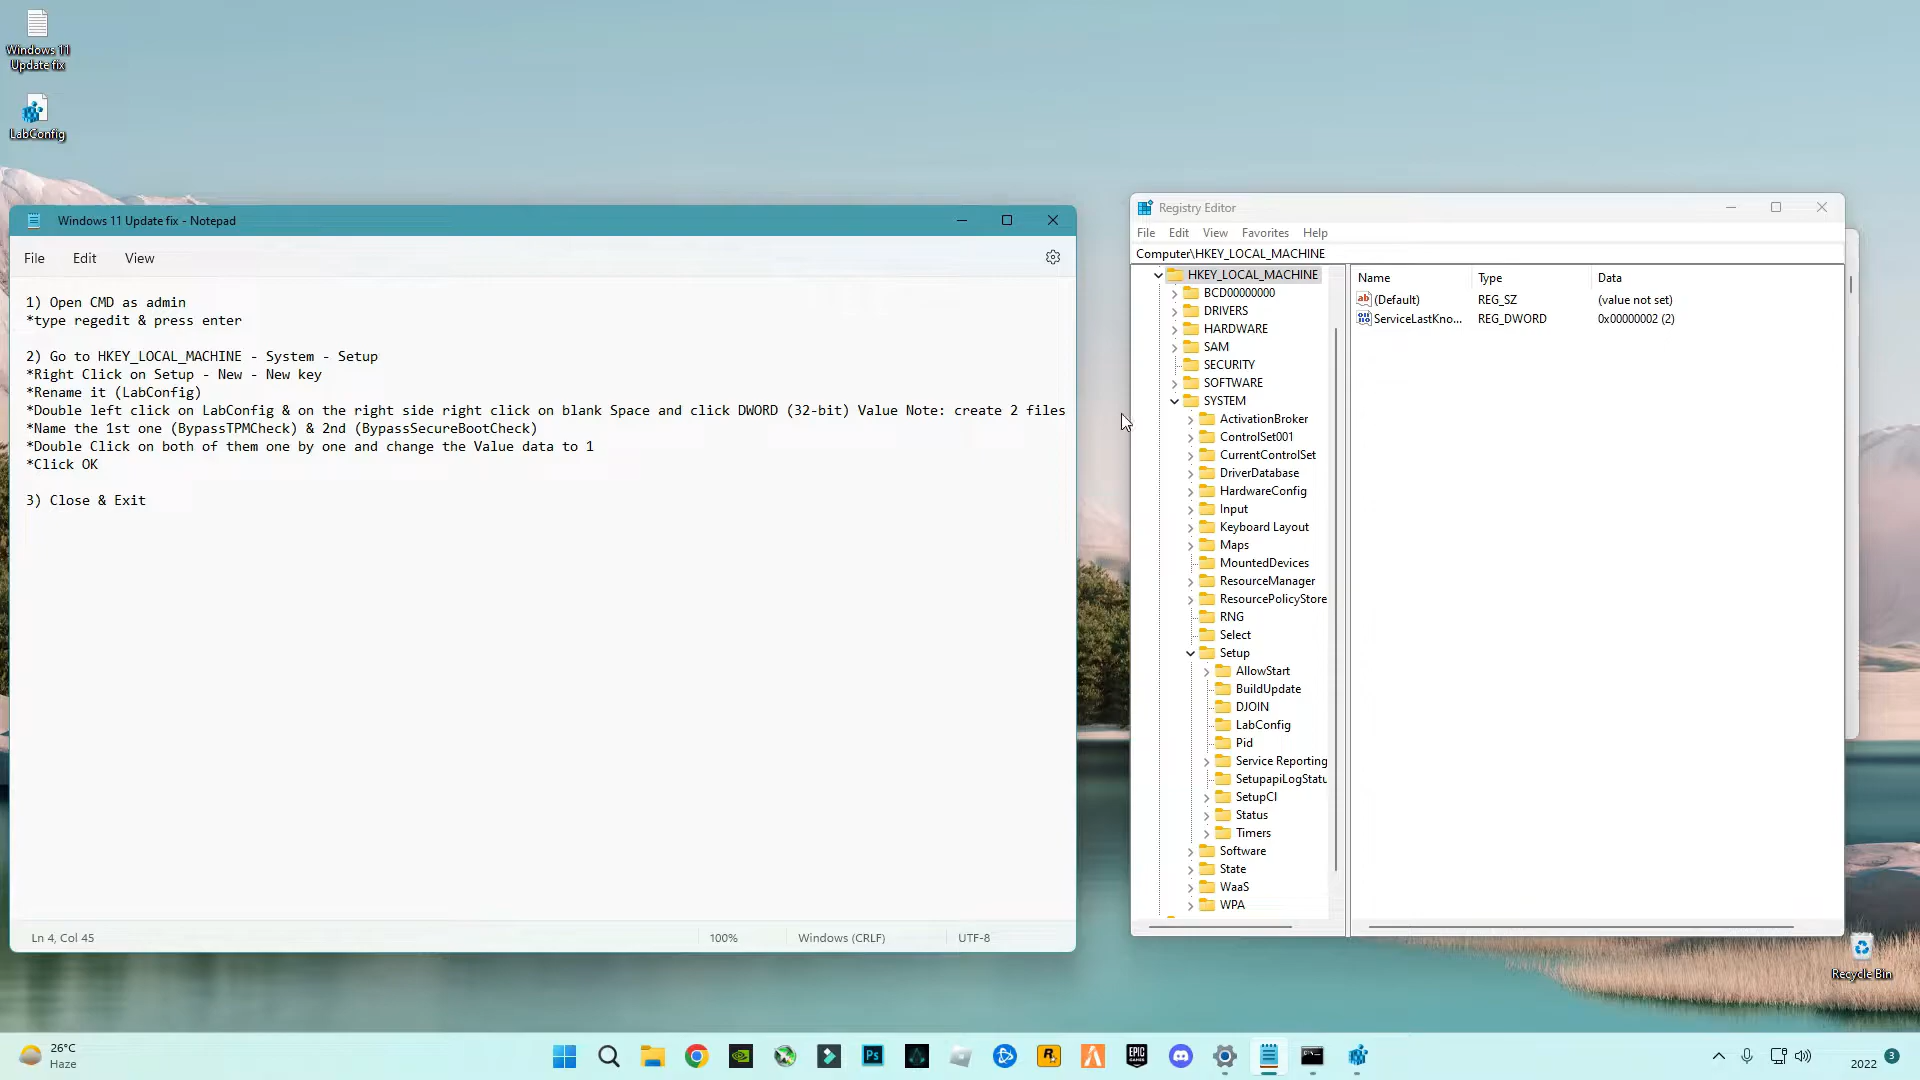 Windows 11
Update fix
LabConfig
Windows 11 Update fix - Notepad
File Edit View
1) Open CMD as admin
*type regedit & press enter
2) Go to HKEY_LOCAL_MACHINE - System - Setup
*Right Click on Setup - New - New key
*Rename it (LabConfig)
*Double left click on LabConfig & on the right side right click on blank Space and click DWORD (32-bit) Value Note: create 2 files
*Name the 1st one (BypassTPMCheck) & 2nd (BypassSecureBootCheck)
*Double Click on both of them one by one and change the Value data to 1
*Click OK
3) Close & Exit
Ln 4, Col 45 100% Windows (CRLF) UTF-8
Registry Editor
File Edit View Favorites Help
Computer\HKEY_LOCAL_MACHINE
HKEY_LOCAL_MACHINE
BCD00000000
DRIVERS
HARDWARE
SAM
SECURITY
SOFTWARE
SYSTEM
ActivationBroker
ControlSet001
CurrentControlSet
DriverDatabase
HardwareConfig
Input
Keyboard Layout
Maps
MountedDevices
ResourceManager
ResourcePolicyStore
RNG
Select
Setup
AllowStart
BuildUpdate
DJOIN
LabConfig
Pid
Service Reporting
SetupapiLogStatu
SetupCl
Status
Timers
Software
State
WaaS
WPA
Name Type Data
ab (Default) REG_SZ (value not set)
ServiceLastKno... REG_DWORD 0x00000002 (2)
Recycle Bin
26°C
Haze
Ps
R
EPIC
GAMES
2022
3